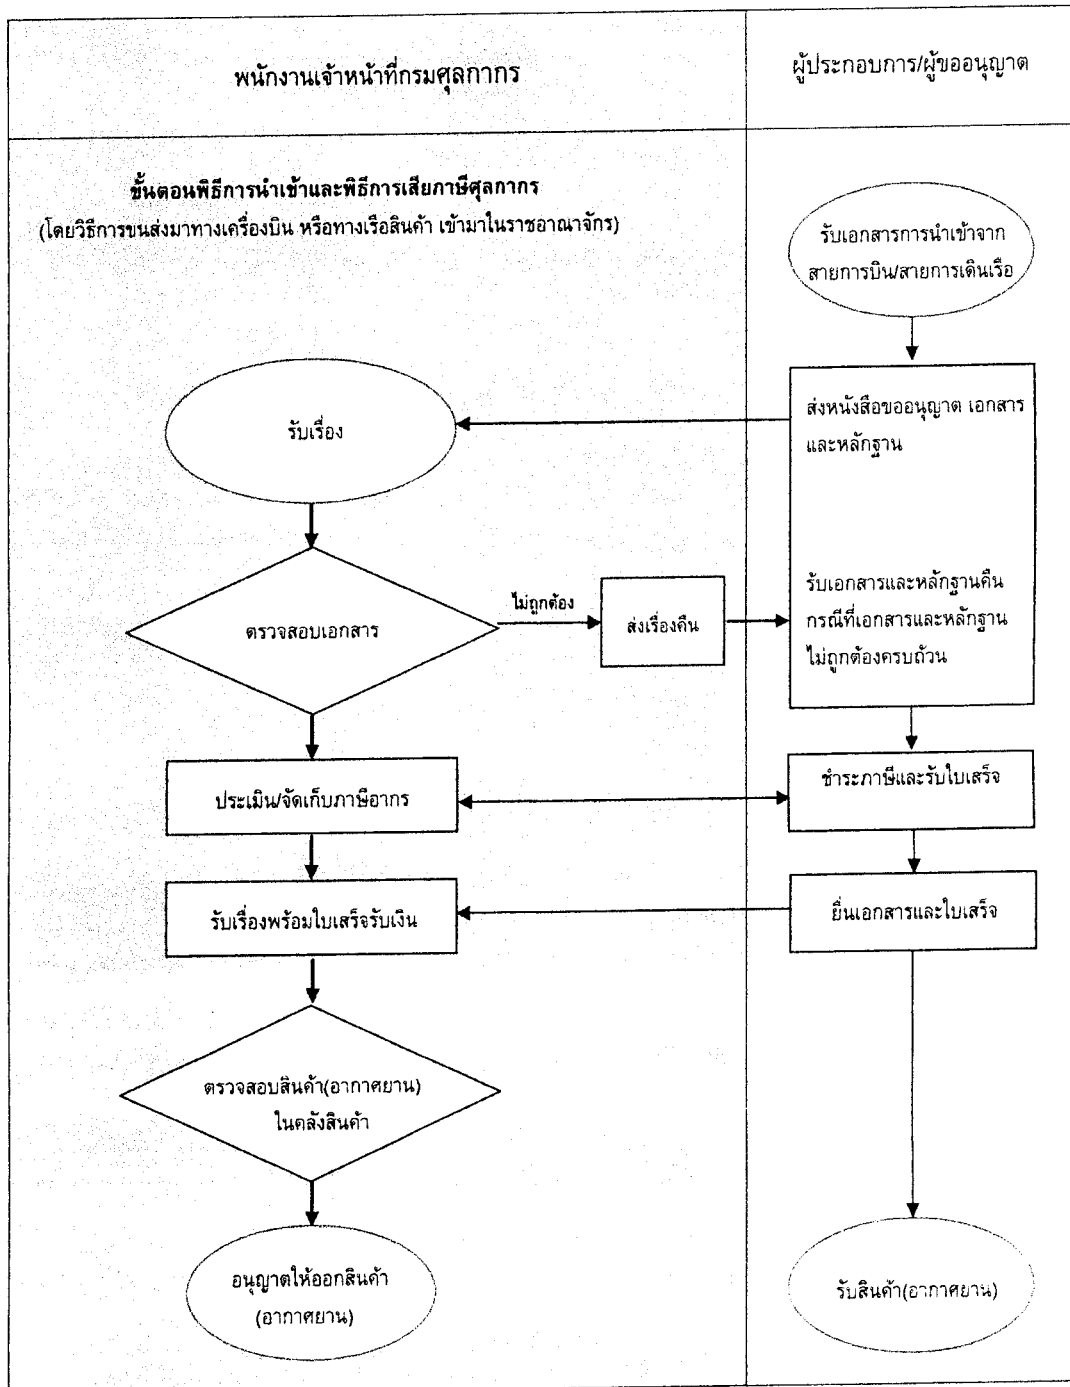 พนักงานเจ้าหน้าที่กรมศุลกากร
ผู้ประกอบการ/ผู้ขออนุญาต
ขั้นตอนพิธีการนำเข้าและพิธีการเสียภาษีศุลกากร
(โดยวิธีการขนส่งมาทางเครื่องบิน หรือทางเรือสินค้า เข้ามาในราชอาณาจักร)
รับเอกสารการนำเข้าจาก
สายการบิน/สายการเดินเรือ
รับเรื่อง
ส่งหนังสือขออนุญาต เอกสาร
และหลักฐาน
ตรวจสอบเอกสาร
ไม่ถูกต้อง
ส่งเรื่องคืน
รับเอกสารและหลักฐานคืน
กรณีที่เอกสารและหลักฐาน
ไม่ถูกต้องครบถ้วน
ประเมิน/จัดเก็บภาษีอากร
ชำระภาษีและรับใบเสร็จ
รับเรื่องพร้อมใบเสร็จรับเงิน
ยื่นเอกสารและใบเสร็จ
ตรวจสอบสินค้า(อากาศยาน)
ในคลังสินค้า
อนุญาตให้ออกสินค้า
(อากาศยาน)
รับสินค้า(อากาศยาน)